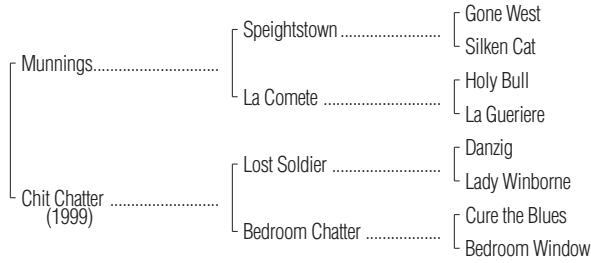 Gone West
Speightstown ....................
Silken Cat
Munnings.........................
Holy Bull
La Comete ........................
La Gueriere
Danzig
Lost Soldier ......................
Lady Winborne
Chit Chatter ......................
(1999)
Cure the Blues
Bedroom Chatter ................
Bedroom Window